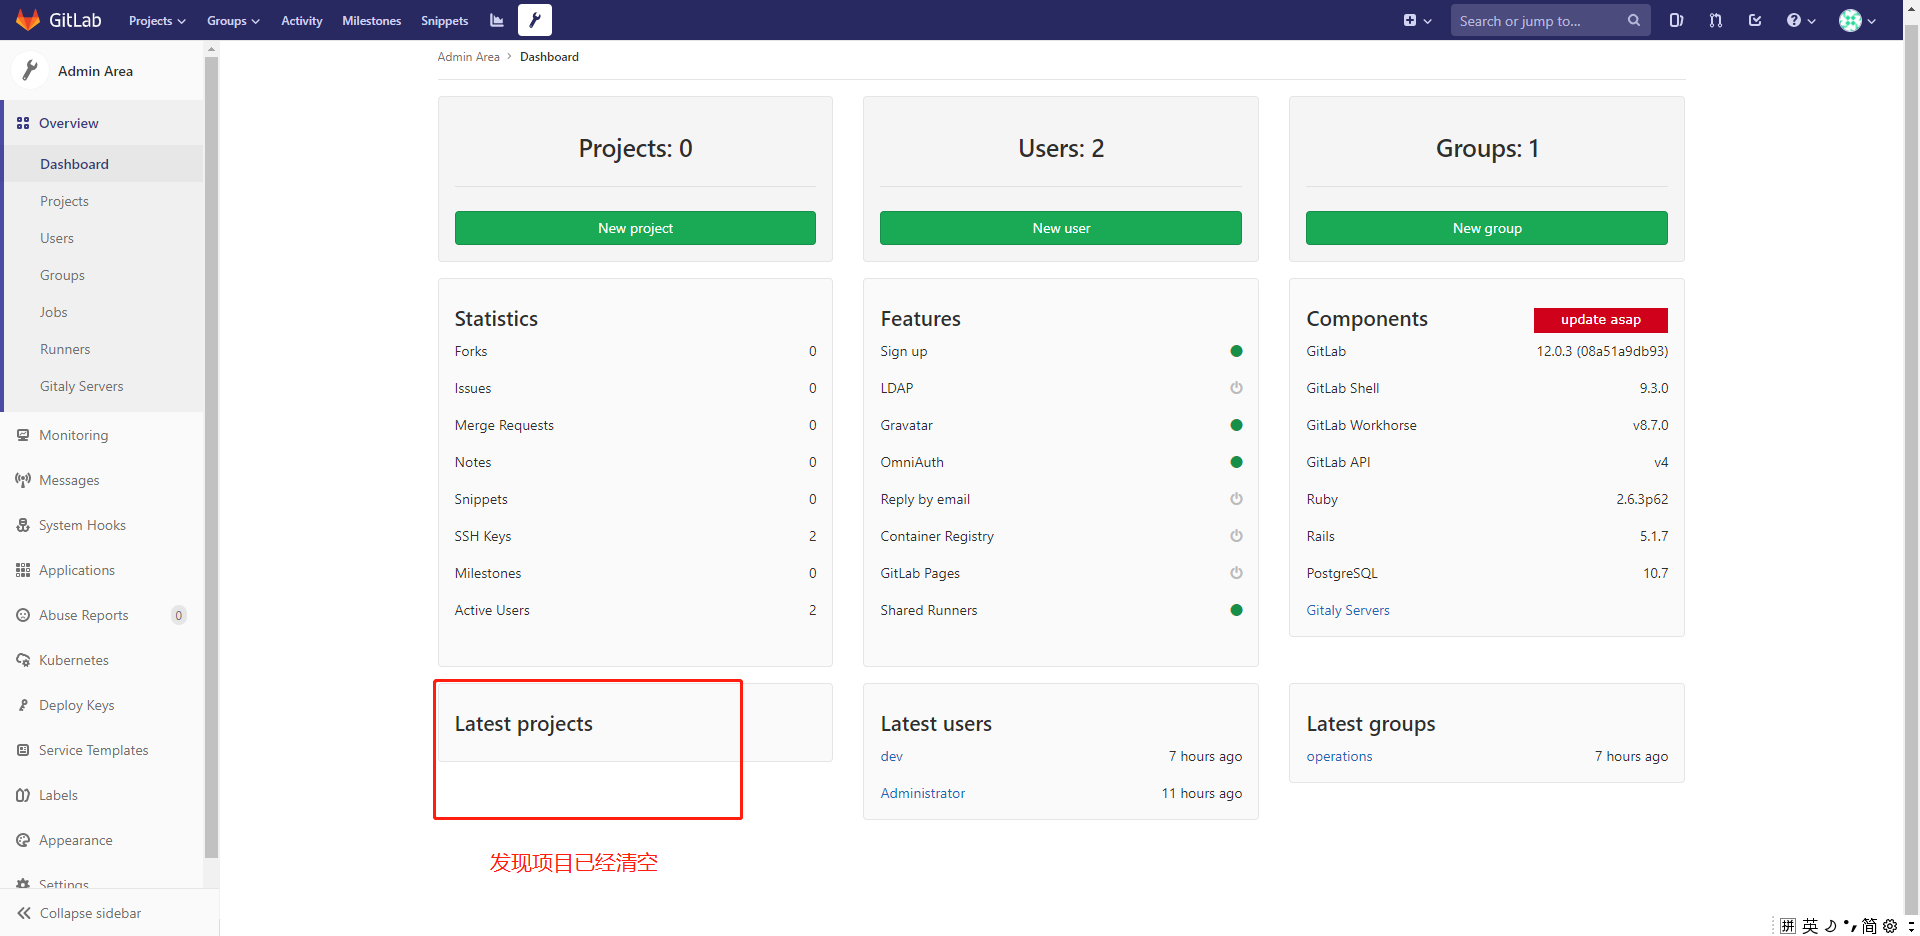 GitLab Projects Groups Activity Milestones Snippets Search or jump to...
Admin Area
Overview
Dashboard
Projects
Users
Groups
Jobs
Runners
Gitaly Servers
Monitoring
Messages
System Hooks
Applications
Abuse Reports 0
Kubernetes
Deploy Keys
Service Templates
Labels
Appearance
Settings
Collapse sidebar
Admin Area › Dashboard
Projects: 0
New project
Users: 2
New user
Groups: 1
New group
Statistics
Forks 0
Issues 0
Merge Requests 0
Notes 0
Snippets 0
SSH Keys 2
Milestones 0
Active Users 2
Features
Sign up
LDAP
Gravatar
OmniAuth
Reply by email
Container Registry
GitLab Pages
Shared Runners
Components update asap
GitLab 12.0.3 (08a51a9db93)
GitLab Shell 9.3.0
GitLab Workhorse v8.7.0
GitLab API v4
Ruby 2.6.3p62
Rails 5.1.7
PostgreSQL 10.7
Gitaly Servers
Latest projects
Latest users
dev 7 hours ago
Administrator 11 hours ago
Latest groups
operations 7 hours ago
发现项目已经清空
拼 英 简